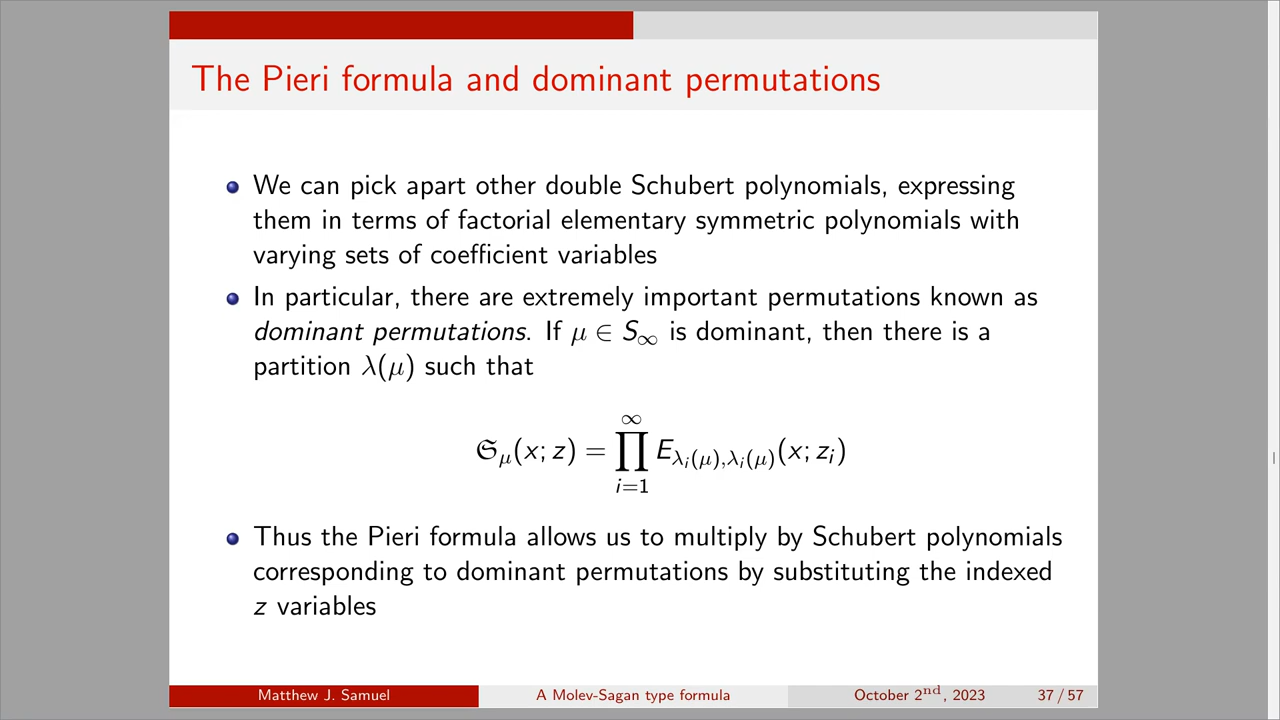 The Pieri formula and dominant permutations
We can pick apart other double Schubert polynomials, expressing
them in terms of factorial elementary symmetric polynomials with
varying sets of coefficient variables
In particular, there are extremely important permutations known as
dominant permutations. If μ ∈ S∞ is dominant, then there is a
partition λ(μ) such that
𝔖_μ(x; z) = ∏_{i=1}^{∞} E_{λ_i(μ),λ_i(μ)}(x; z_i)
Thus the Pieri formula allows us to multiply by Schubert polynomials
corresponding to dominant permutations by substituting the indexed
z variables
Matthew J. Samuel A Molev-Sagan type formula October 2nd, 2023 37 / 57